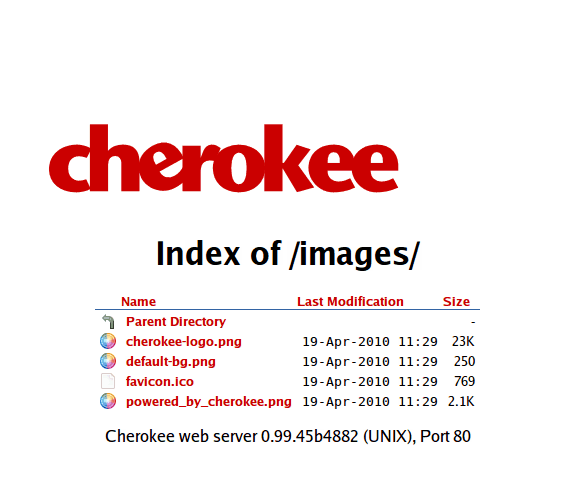 cherokee
Index of /images/
Name Last Modification Size
Parent Directory -
cherokee-logo.png 19-Apr-2010 11:29 23K
default-bg.png 19-Apr-2010 11:29 250
favicon.ico 19-Apr-2010 11:29 769
powered_by_cherokee.png 19-Apr-2010 11:29 2.1K
Cherokee web server 0.99.45b4882 (UNIX), Port 80